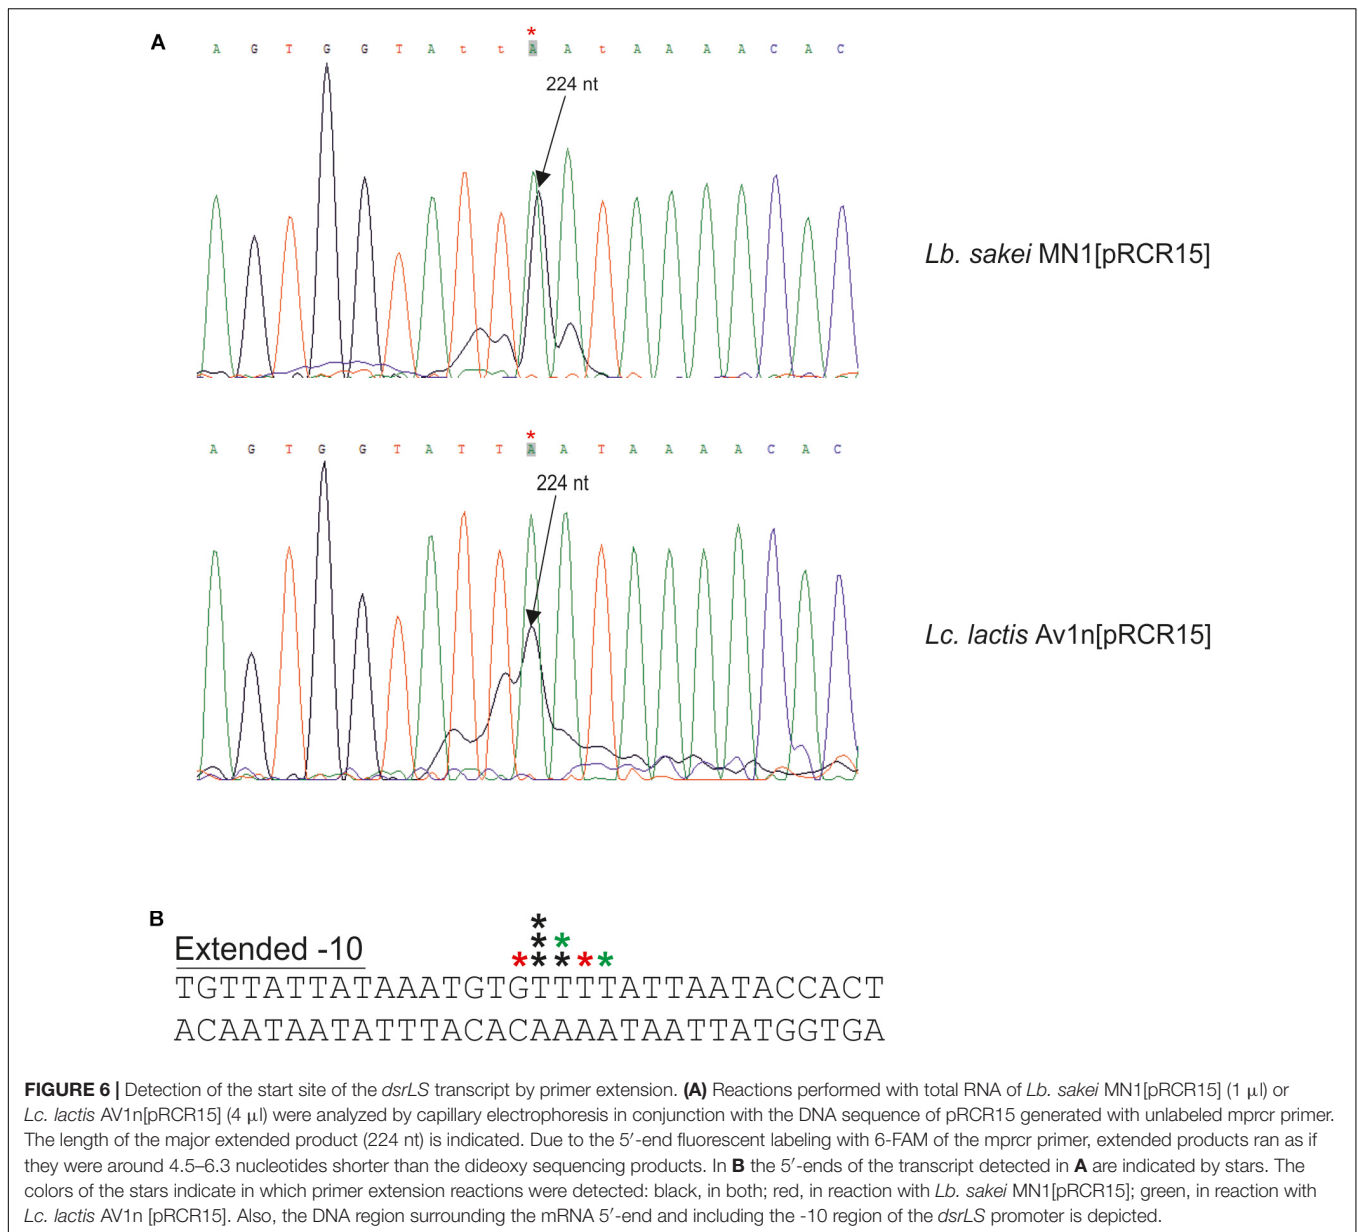 A
*
A G T G G T A t t A A t A A A A C A C
224 nt
Lb. sakei MN1[pRCR15]
*
A G T G G T A T T A A T A A A A C A C
224 nt
Lc. lactis Av1n[pRCR15]
B
*
* *
Extended -10 * * * * *
TGTTATTATAAATGTGTTTTATTAATACCACT
ACAATAATATTTACACAAAATAATTATGGTGA
FIGURE 6 | Detection of the start site of the dsrLS transcript by primer extension. (A) Reactions performed with total RNA of Lb. sakei MN1[pRCR15] (1 μl) or
Lc. lactis AV1n[pRCR15] (4 μl) were analyzed by capillary electrophoresis in conjunction with the DNA sequence of pRCR15 generated with unlabeled mprcr primer.
The length of the major extended product (224 nt) is indicated. Due to the 5′-end fluorescent labeling with 6-FAM of the mprcr primer, extended products ran as if
they were around 4.5–6.3 nucleotides shorter than the dideoxy sequencing products. In B the 5′-ends of the transcript detected in A are indicated by stars. The
colors of the stars indicate in which primer extension reactions were detected: black, in both; red, in reaction with Lb. sakei MN1[pRCR15]; green, in reaction with
Lc. lactis AV1n [pRCR15]. Also, the DNA region surrounding the mRNA 5′-end and including the -10 region of the dsrLS promoter is depicted.